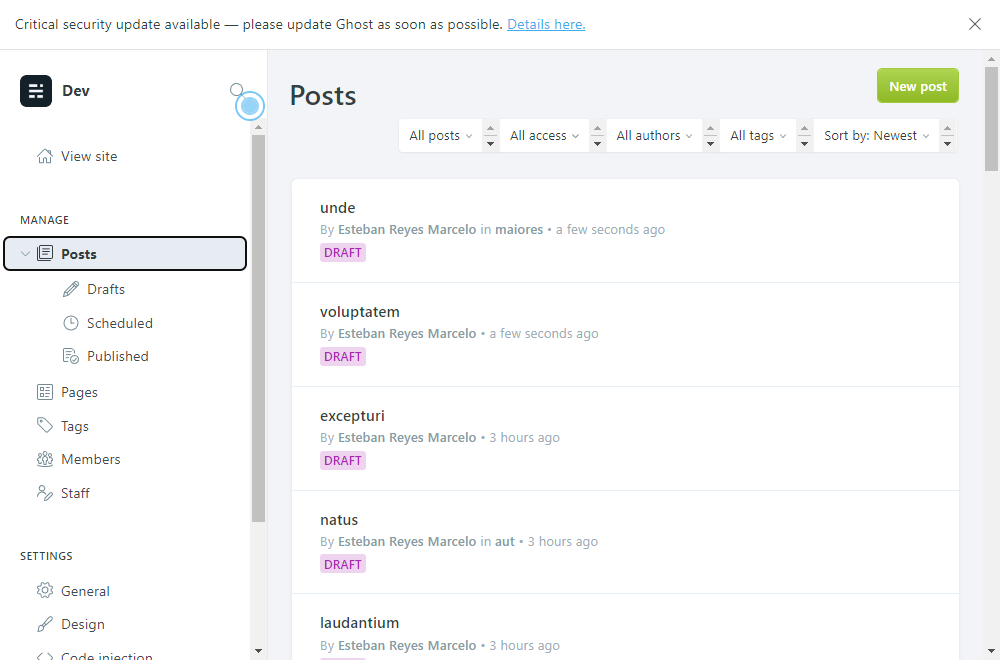 Critical security update available — please update Ghost as soon as possible. Details here.
Dev
View site
MANAGE
Posts
Drafts
Scheduled
Published
Pages
Tags
Members
Staff
SETTINGS
General
Design
Code injection
Posts
New post
All posts
All access
All authors
All tags
Sort by: Newest
unde
By Esteban Reyes Marcelo in maiores • a few seconds ago
DRAFT
voluptatem
By Esteban Reyes Marcelo • a few seconds ago
DRAFT
excepturi
By Esteban Reyes Marcelo • 3 hours ago
DRAFT
natus
By Esteban Reyes Marcelo in aut • 3 hours ago
DRAFT
laudantium
By Esteban Reyes Marcelo • 3 hours ago